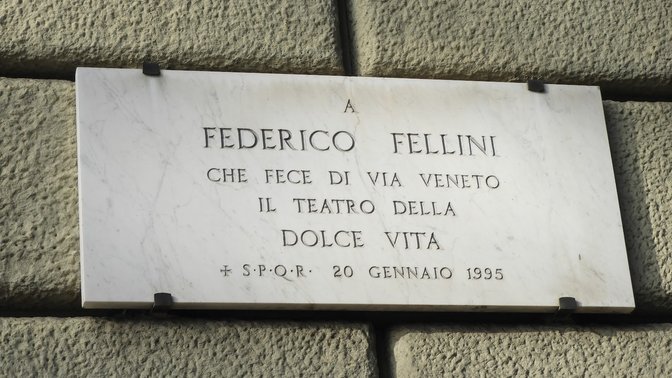 A
FEDERICO FELLINI
CHE FECE DI VIA VENETO
IL TEATRO DELLA
DOLCE VITA
+ S·P·Q·R· 20 GENNAIO 1995